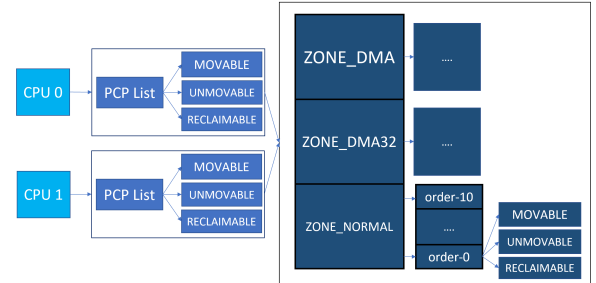 CPU 0
PCP List
MOVABLE
UNMOVABLE
RECLAIMABLE
CPU 1
PCP List
MOVABLE
UNMOVABLE
RECLAIMABLE
ZONE_DMA
....
ZONE_DMA32
....
ZONE_NORMAL
order-10
....
order-0
MOVABLE
UNMOVABLE
RECLAIMABLE